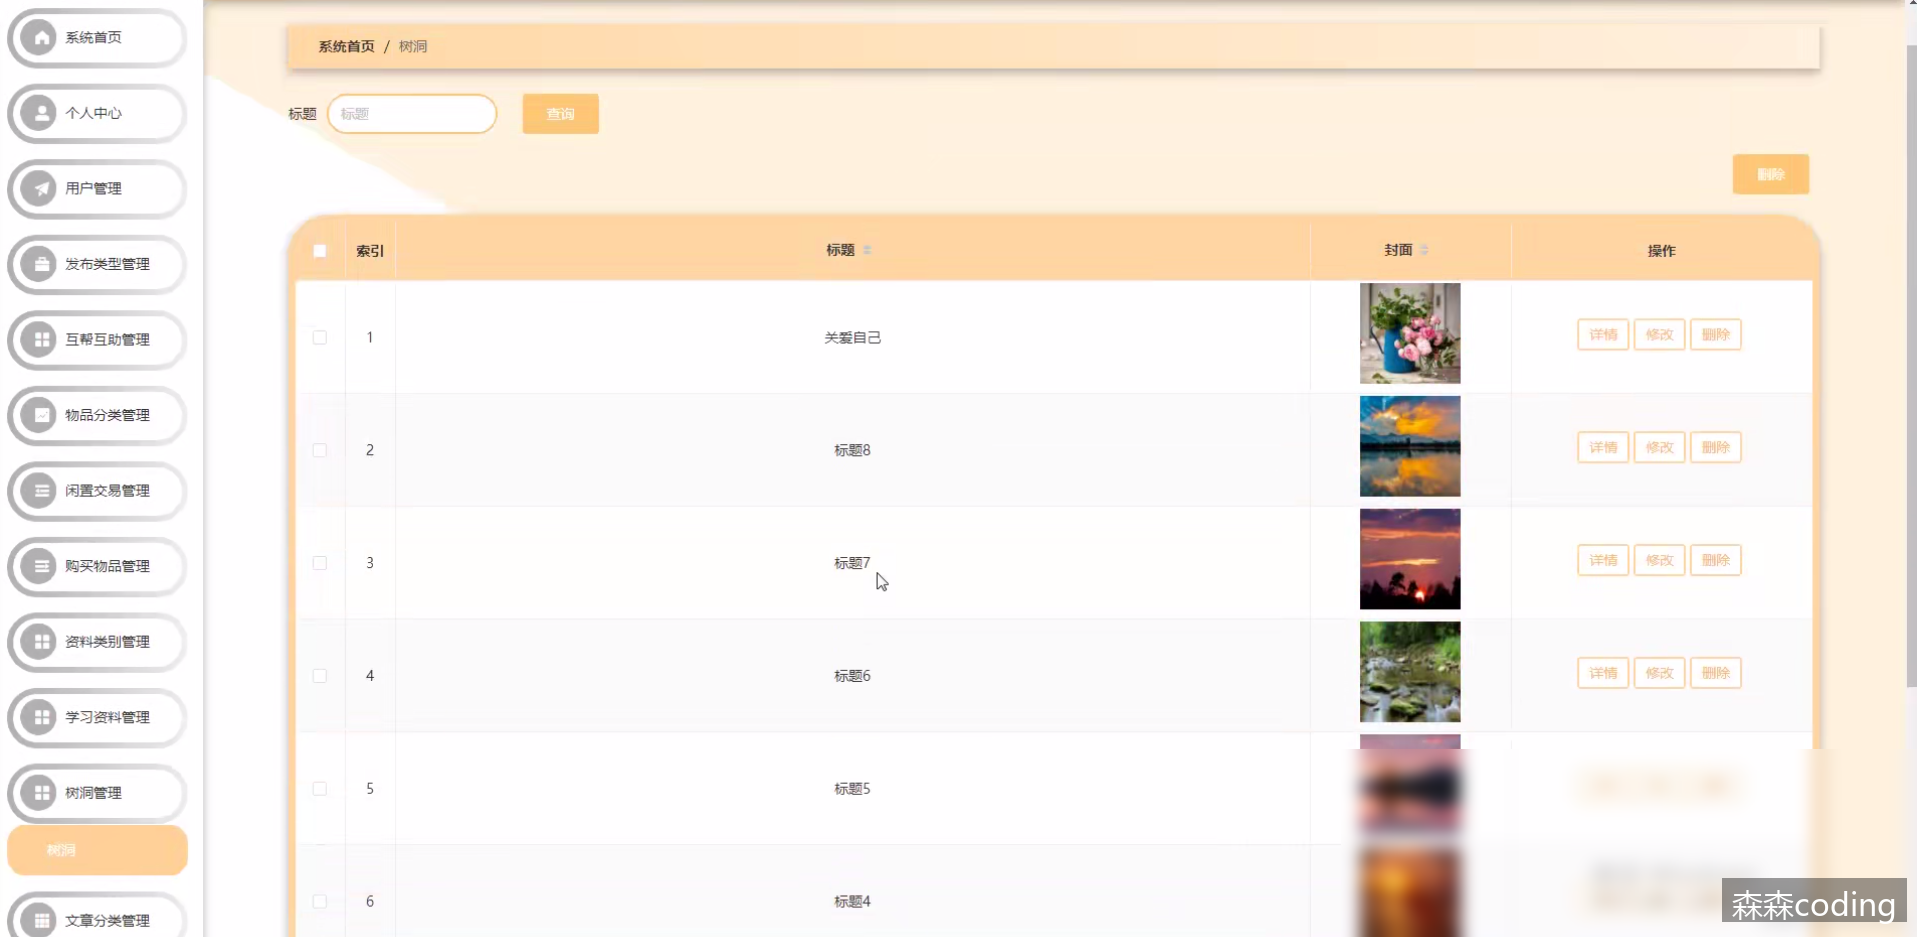 系统首页
个人中心
用户管理
发布类型管理
互帮互助管理
物品分类管理
闲置交易管理
购买物品管理
资料类别管理
学习资料管理
树洞管理
树洞
文章分类管理
系统首页 / 树洞
标题 标题 查询
删除
索引 标题 封面 操作
1 关爱自己 详情 修改 删除
2 标题8 详情 修改 删除
3 标题7 详情 修改 删除
4 标题6 详情 修改 删除
5 标题5
6 标题4
森森coding